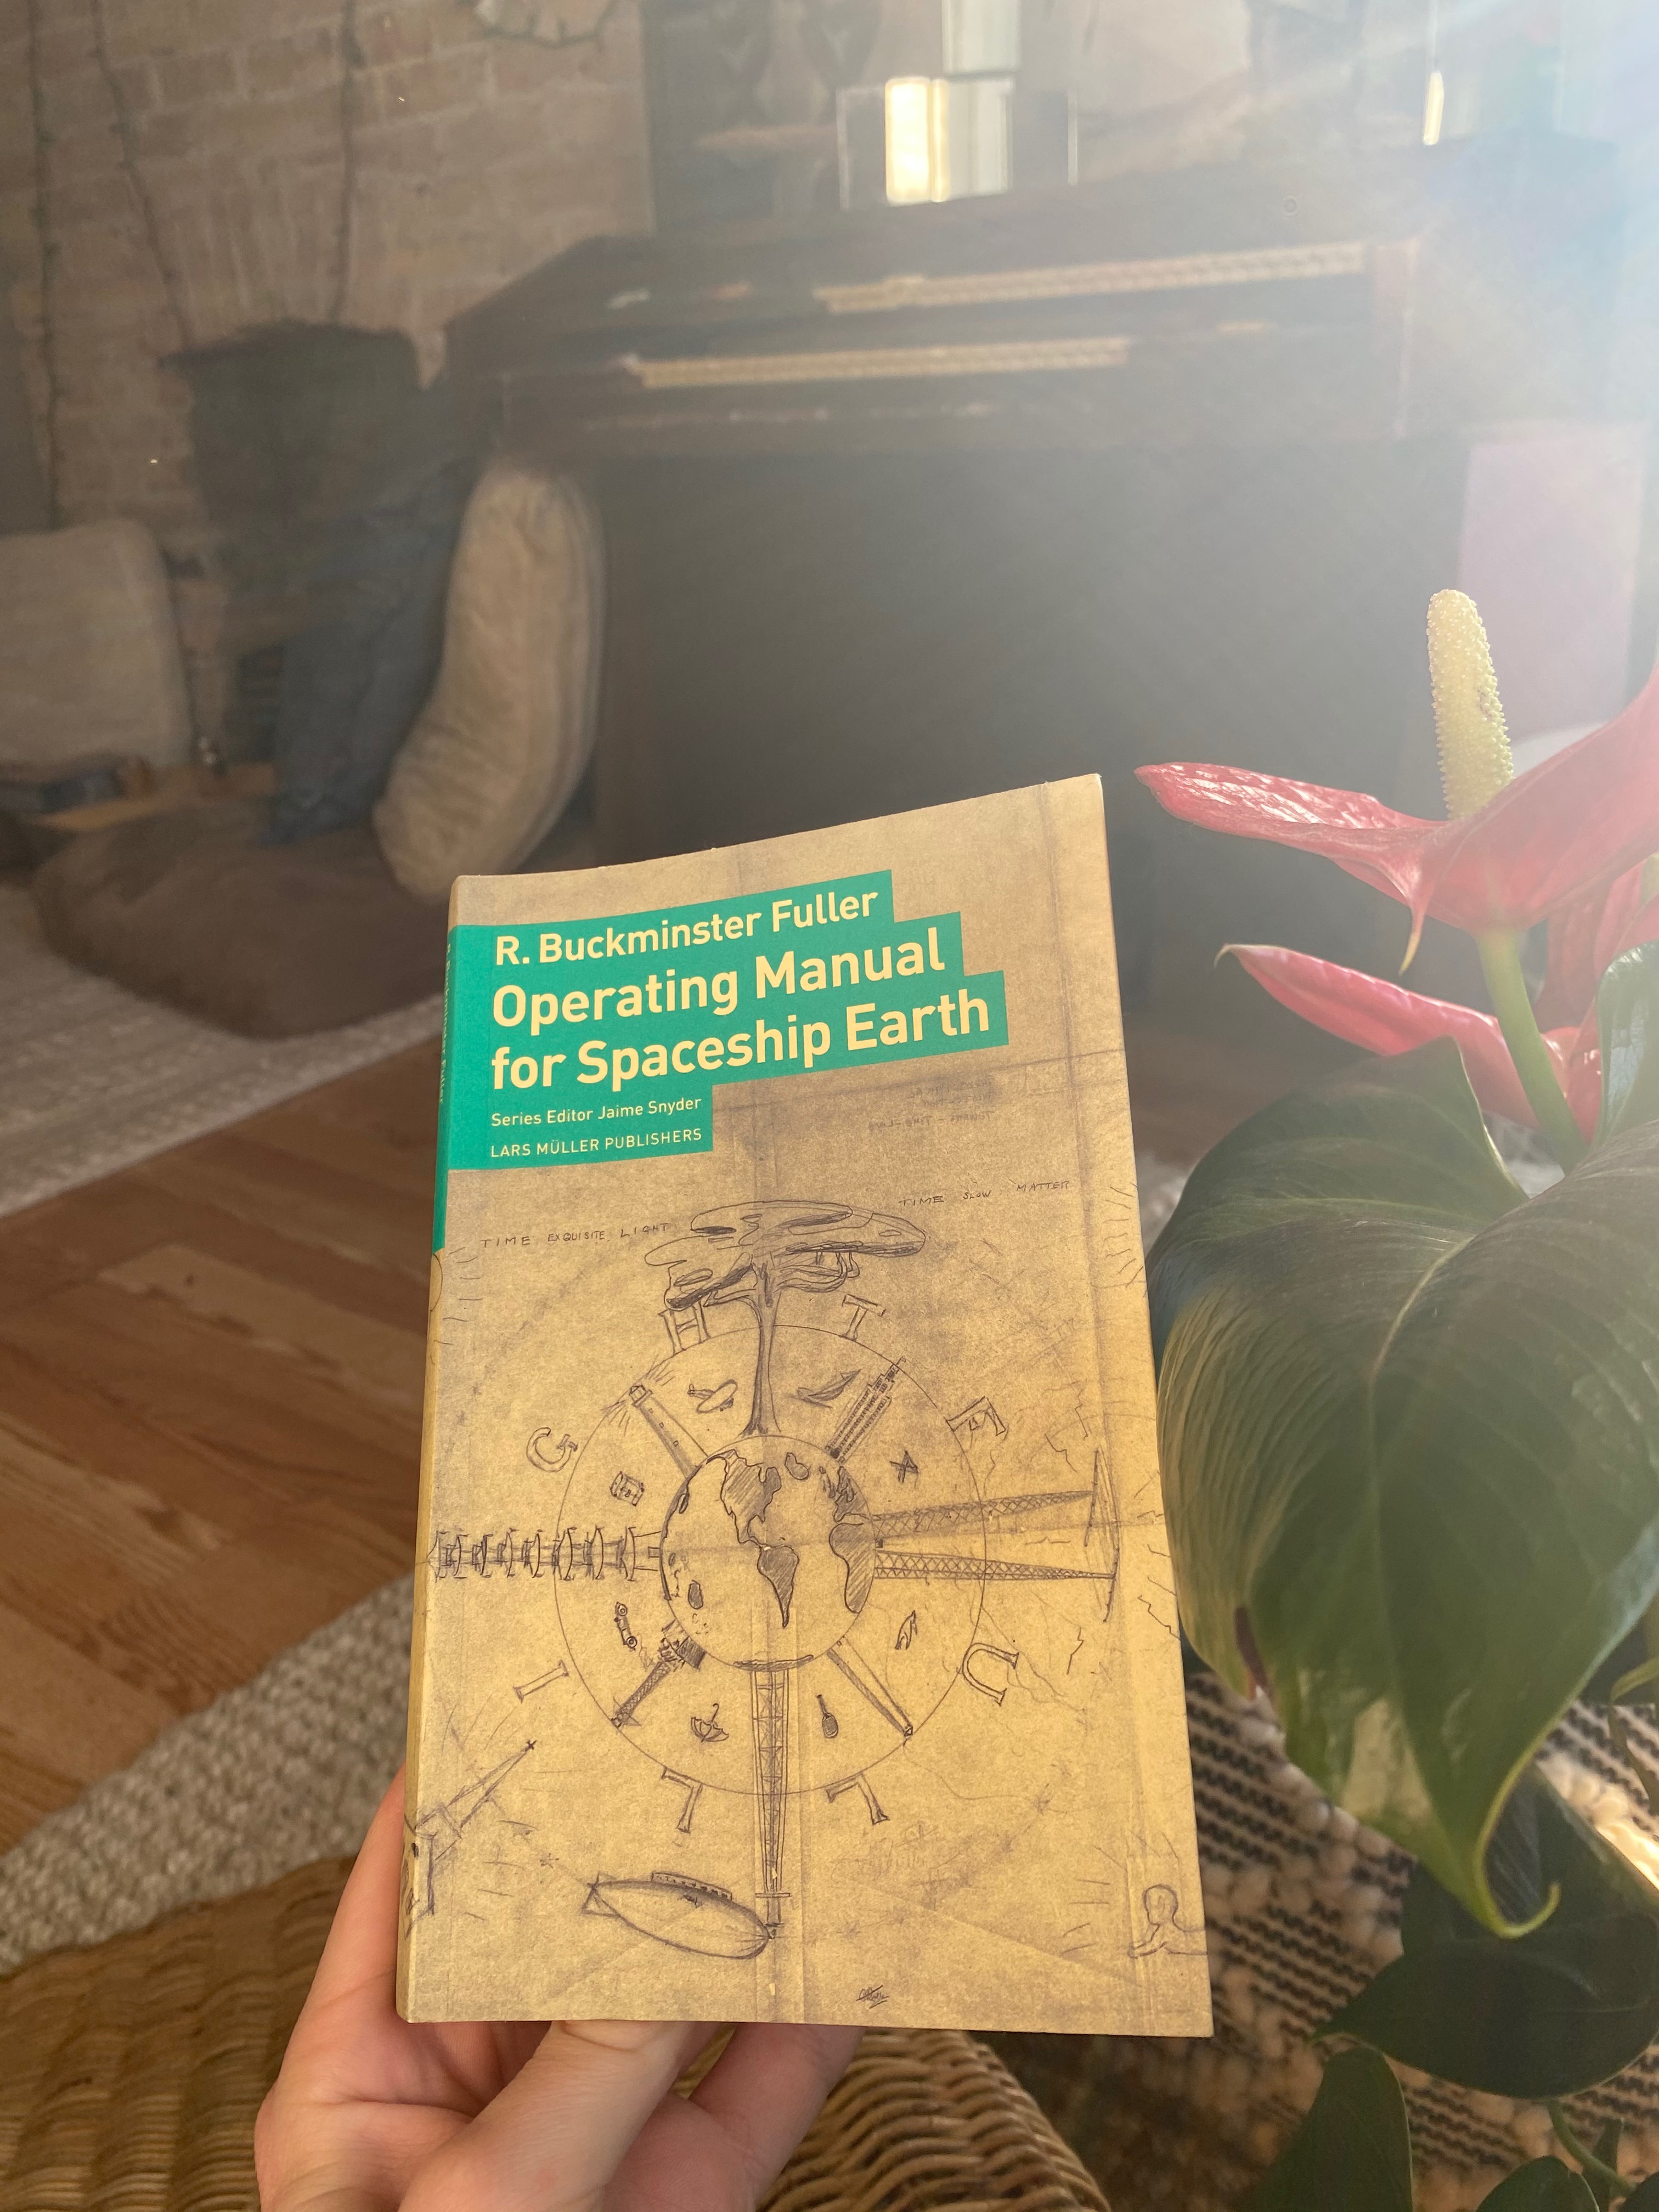 R. Buckminster Fuller
Operating Manual
for Spaceship Earth
Series Editor Jaime Snyder
LARS MÜLLER PUBLISHERS
TIME EXQUISITE LIGHT
TIME SLOW MATTER